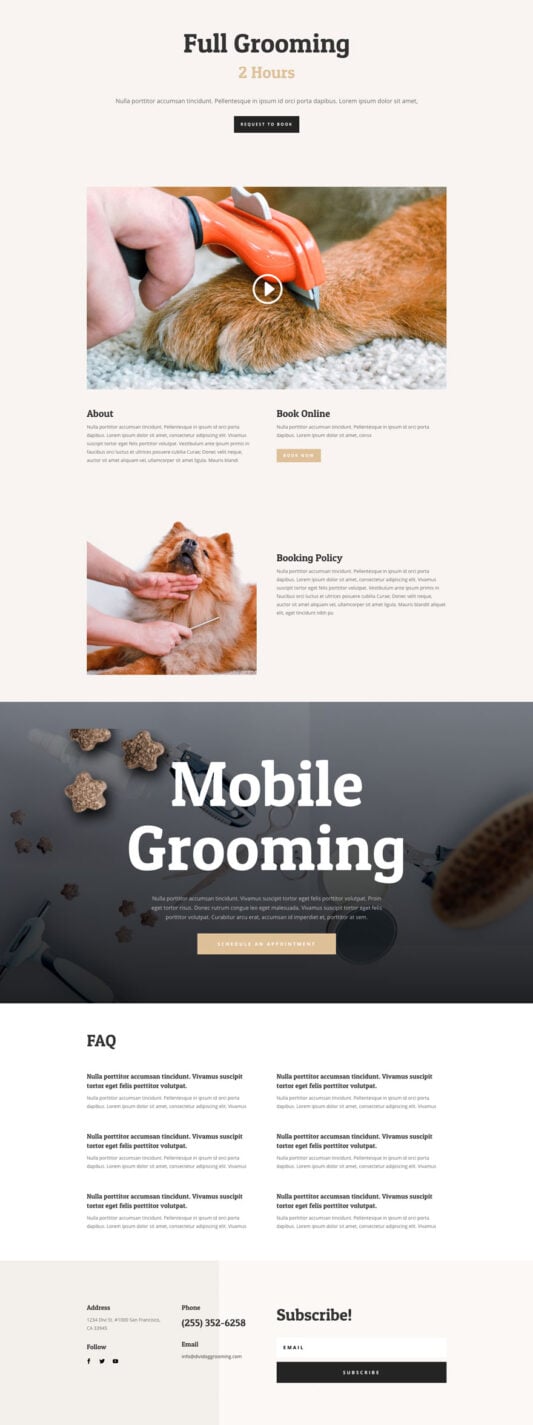 Full Grooming
2 Hours
Nulla porttitor accumsan tincidunt. Pellentesque in ipsum id orci porta dapibus. Lorem ipsum dolor sit amet,
REQUEST TO BOOK
About
Nulla porttitor accumsan tincidunt. Pellentesque in ipsum id orci porta
dapibus. Lorem ipsum dolor sit amet, consectetur adipiscing elit. Vivamus
suscipit tortor eget felis porttitor volutpat. Vestibulum ante ipsum primis in
faucibus orci luctus et ultrices posuere cubilia Curae; Donec velit neque,
auctor sit amet aliquam vel, ullamcorper sit amet ligula. Mauris blandi
Book Online
Nulla porttitor accumsan tincidunt. Pellentesque in ipsum id orci porta
dapibus. Lorem ipsum dolor sit amet, conse
BOOK NOW
Booking Policy
Nulla porttitor accumsan tincidunt. Pellentesque in ipsum id orci porta
dapibus. Lorem ipsum dolor sit amet, consectetur adipiscing elit. Vivamus
suscipit tortor eget felis porttitor volutpat. Vestibulum ante ipsum primis in
faucibus orci luctus et ultrices posuere cubilia Curae; Donec velit neque,
auctor sit amet aliquam vel, ullamcorper sit amet ligula. Mauris blandit aliquet
elit, eget tincidunt nibh pu
Mobile
Grooming
Nulla porttitor accumsan tincidunt. Vivamus suscipit tortor eget felis porttitor volutpat. Proin
eget tortor risus. Donec rutrum congue leo eget malesuada. Vivamus suscipit tortor eget felis
porttitor volutpat. Curabitur arcu erat, accumsan id imperdiet et, porttitor at sem.
SCHEDULE AN APPOINTMENT
FAQ
Nulla porttitor accumsan tincidunt. Vivamus suscipit
tortor eget felis porttitor volutpat.
Nulla porttitor accumsan tincidunt. Pellentesque in ipsum id orci porta
dapibus. Lorem ipsum dolor sit amet, consectetur adipiscing elit. Vivamus
Nulla porttitor accumsan tincidunt. Vivamus suscipit
tortor eget felis porttitor volutpat.
Nulla porttitor accumsan tincidunt. Pellentesque in ipsum id orci porta
dapibus. Lorem ipsum dolor sit amet, consectetur adipiscing elit. Vivamus
Nulla porttitor accumsan tincidunt. Vivamus suscipit
tortor eget felis porttitor volutpat.
Nulla porttitor accumsan tincidunt. Pellentesque in ipsum id orci porta
dapibus. Lorem ipsum dolor sit amet, consectetur adipiscing elit. Vivamus
Nulla porttitor accumsan tincidunt. Vivamus suscipit
tortor eget felis porttitor volutpat.
Nulla porttitor accumsan tincidunt. Pellentesque in ipsum id orci porta
dapibus. Lorem ipsum dolor sit amet, consectetur adipiscing elit. Vivamus
Nulla porttitor accumsan tincidunt. Vivamus suscipit
tortor eget felis porttitor volutpat.
Nulla porttitor accumsan tincidunt. Pellentesque in ipsum id orci porta
dapibus. Lorem ipsum dolor sit amet, consectetur adipiscing elit. Vivamus
Nulla porttitor accumsan tincidunt. Vivamus suscipit
tortor eget felis porttitor volutpat.
Nulla porttitor accumsan tincidunt. Pellentesque in ipsum id orci porta
dapibus. Lorem ipsum dolor sit amet, consectetur adipiscing elit. Vivamus
Address
1234 Divi St. #1000 San Francisco,
CA 33945
Follow
Phone
(255) 352-6258
Email
info@dividoggrooming.com
Subscribe!
EMAIL
SUBSCRIBE